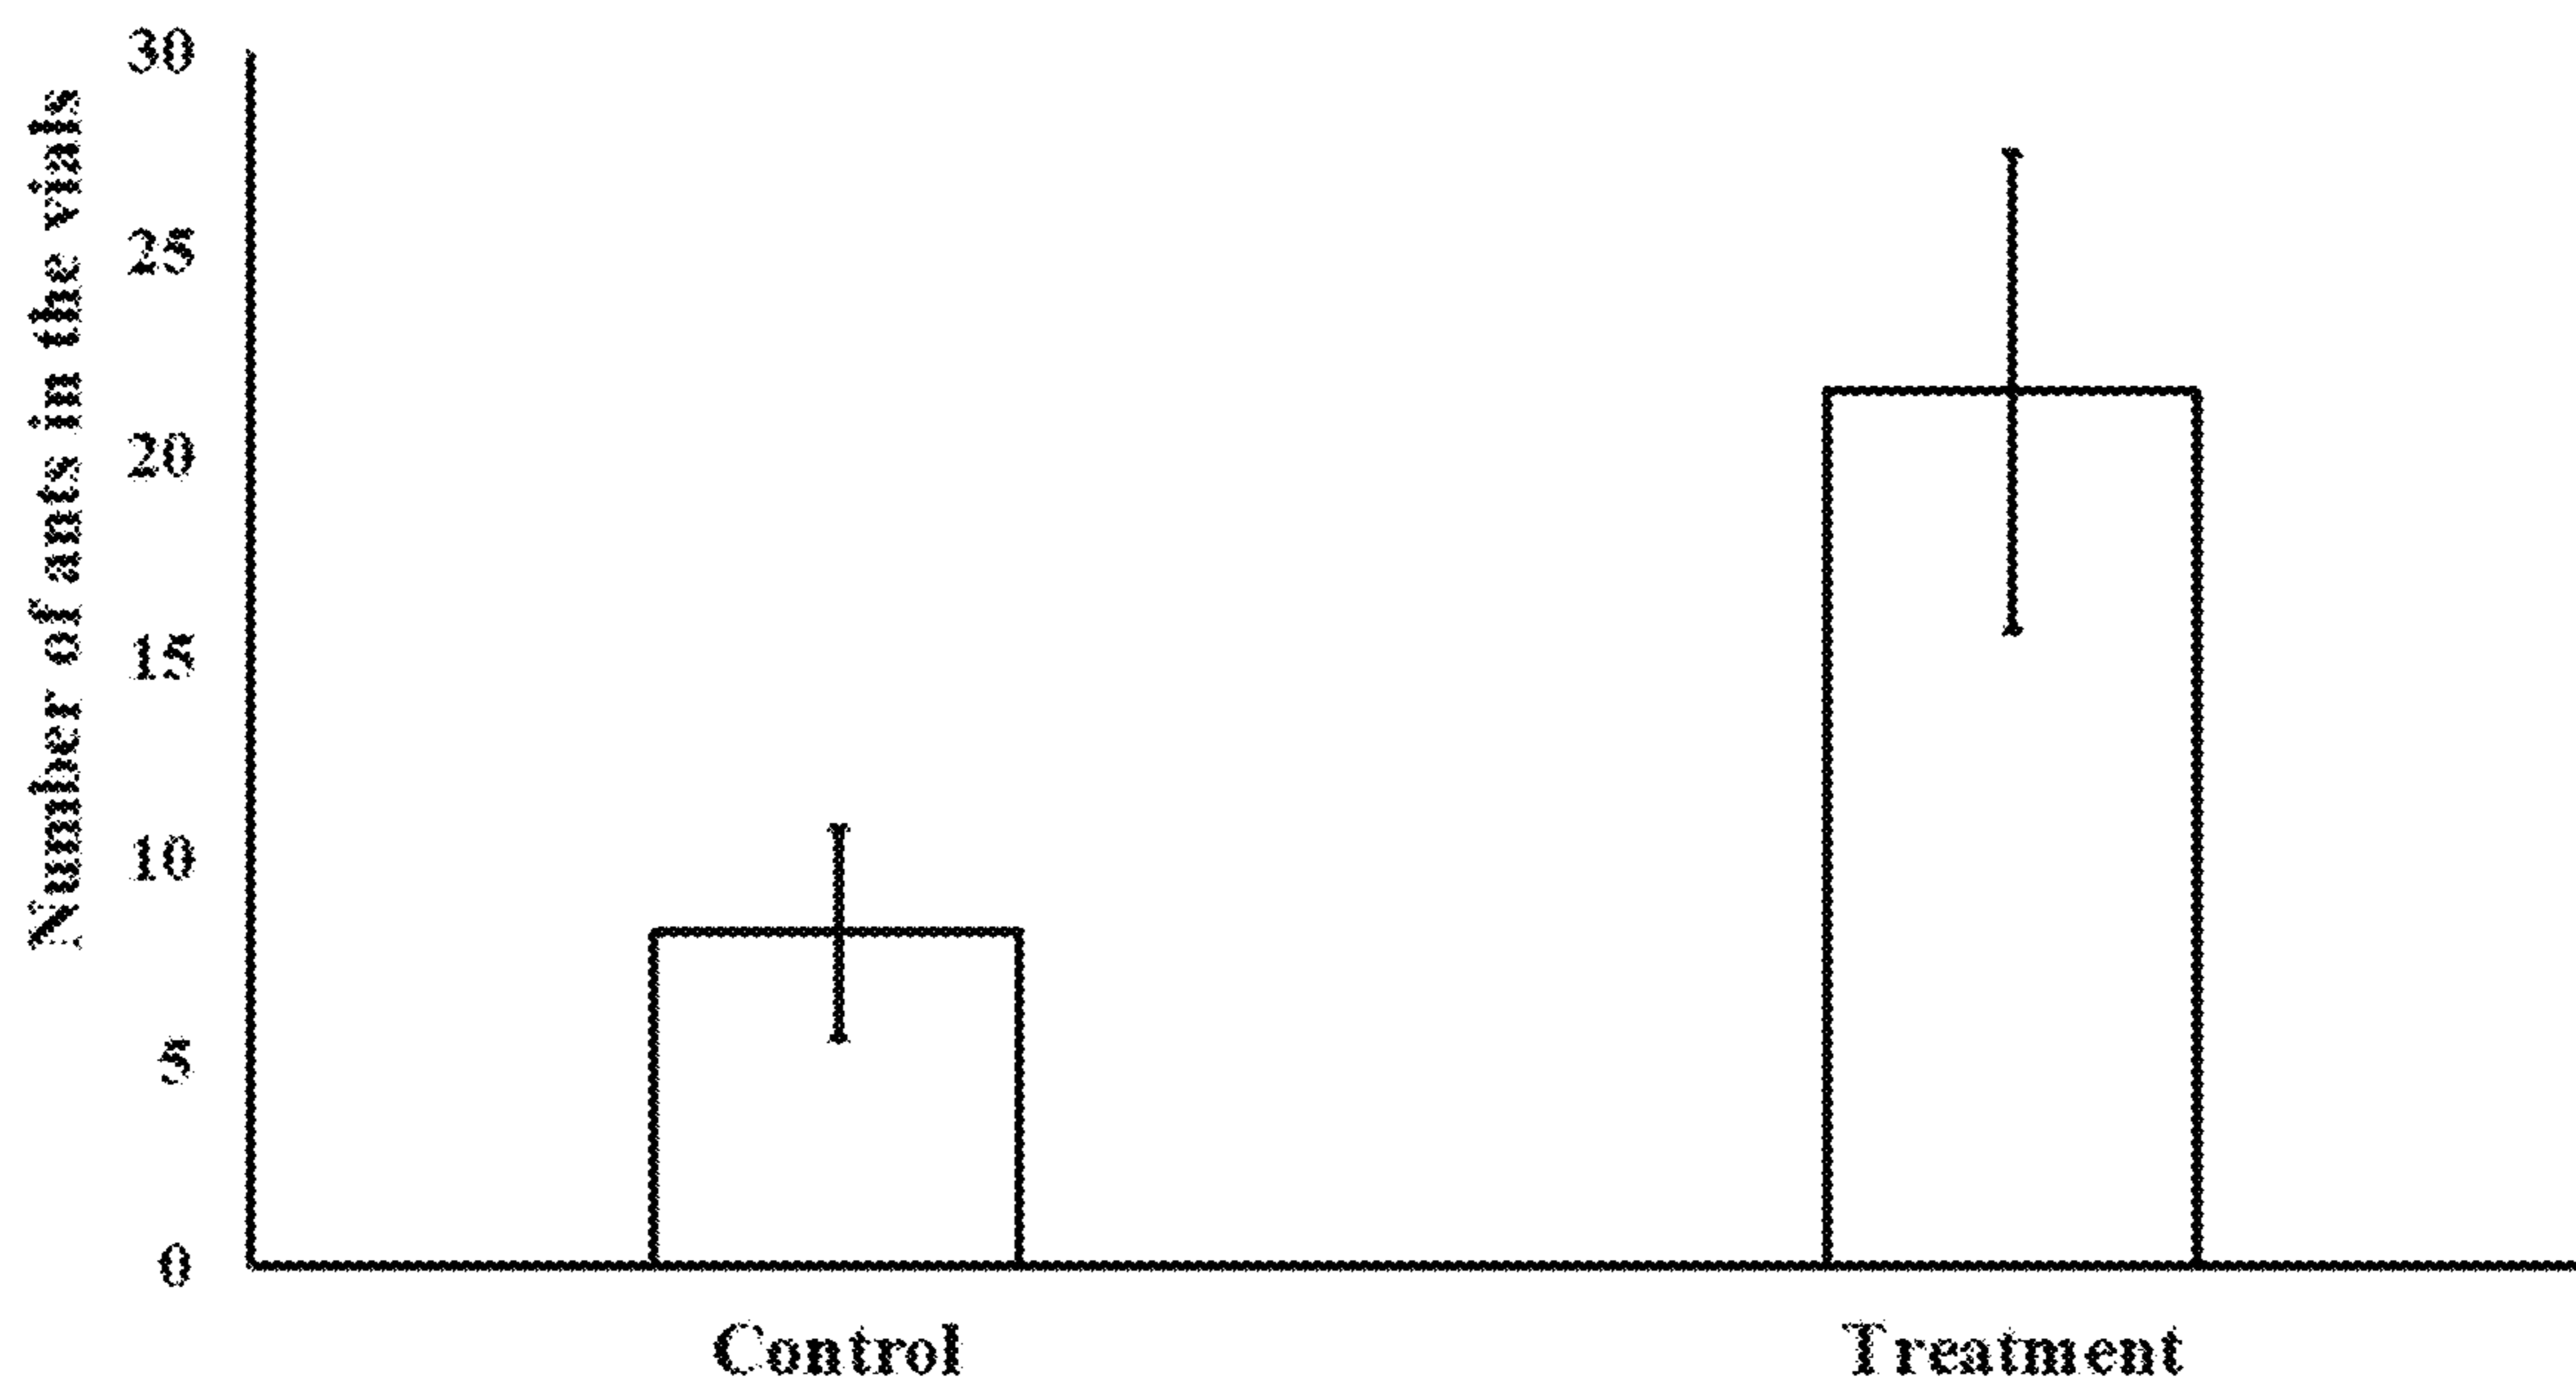 Number of ants in the vials
30
25
20
15
10
5
0
Control
Treatment